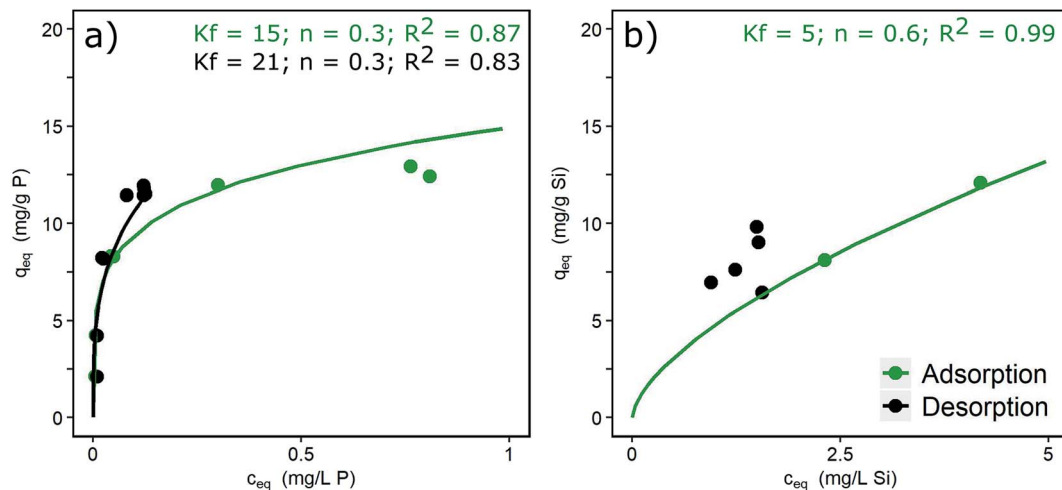 a)
Kf = 15; n = 0.3; R² = 0.87
Kf = 21; n = 0.3; R² = 0.83
20
15
10
5
0
qeq (mg/g P)
0
0.5
1
ceq (mg/L P)
b)
Kf = 5; n = 0.6; R² = 0.99
20
15
10
5
0
qeq (mg/g Si)
0
2.5
5
ceq (mg/L Si)
Adsorption
Desorption